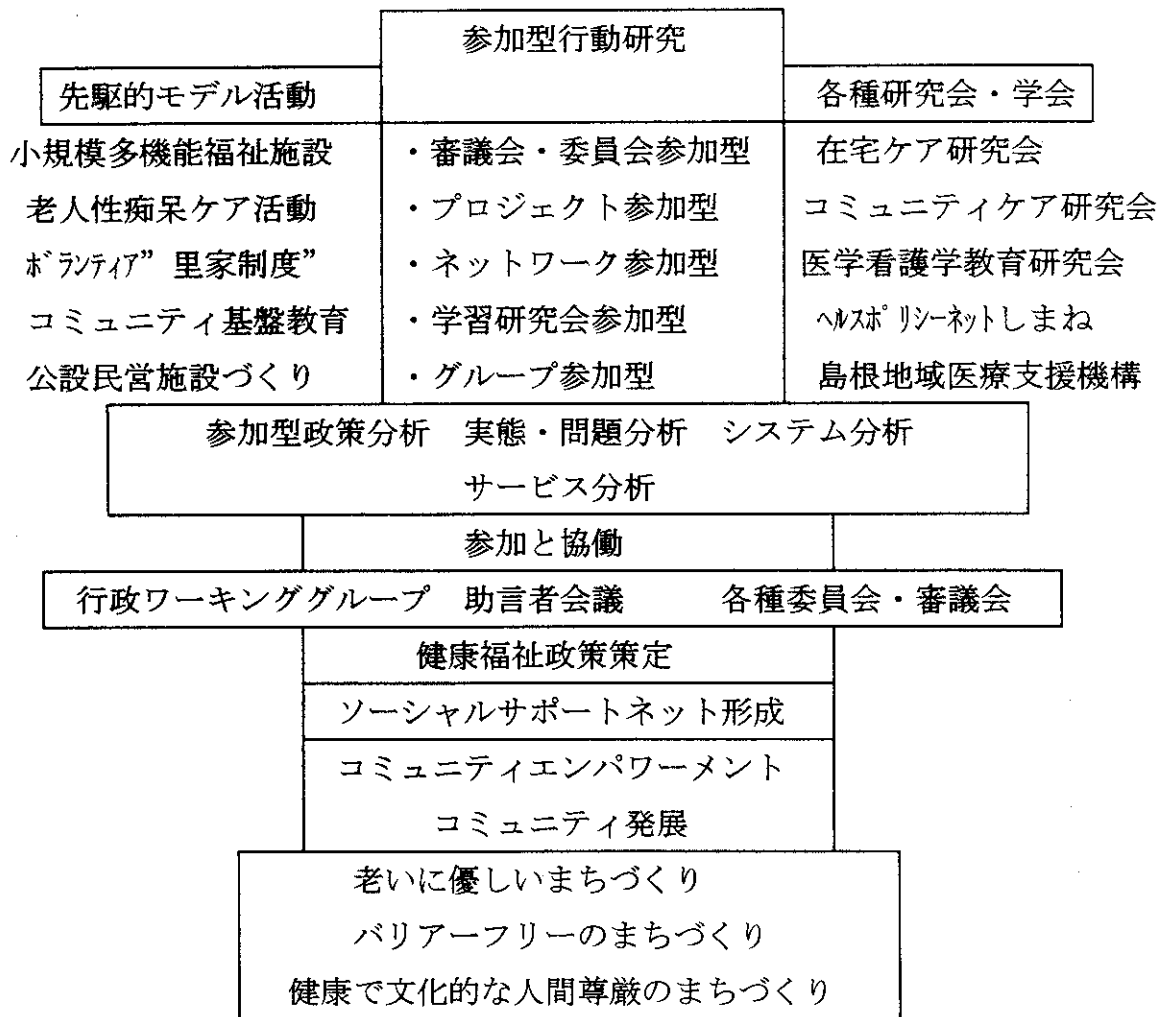 参加型行動研究
先駆的モデル活動 各種研究会・学会
小規模多機能福祉施設 ・審議会・委員会参加型 在宅ケア研究会
老人性痴呆ケア活動 ・プロジェクト参加型 コミュニティケア研究会
ボランティア”里家制度” ・ネットワーク参加型 医学看護学教育研究会
コミュニティ基盤教育 ・学習研究会参加型 ヘルスポリシーネットしまね
公設民営施設づくり ・グループ参加型 島根地域医療支援機構
参加型政策分析 実態・問題分析 システム分析
サービス分析
参加と協働
行政ワーキンググループ 助言者会議 各種委員会・審議会
健康福祉政策策定
ソーシャルサポートネット形成
コミュニティエンパワーメント
コミュニティ発展
老いに優しいまちづくり
バリアーフリーのまちづくり
健康で文化的な人間尊厳のまちづくり